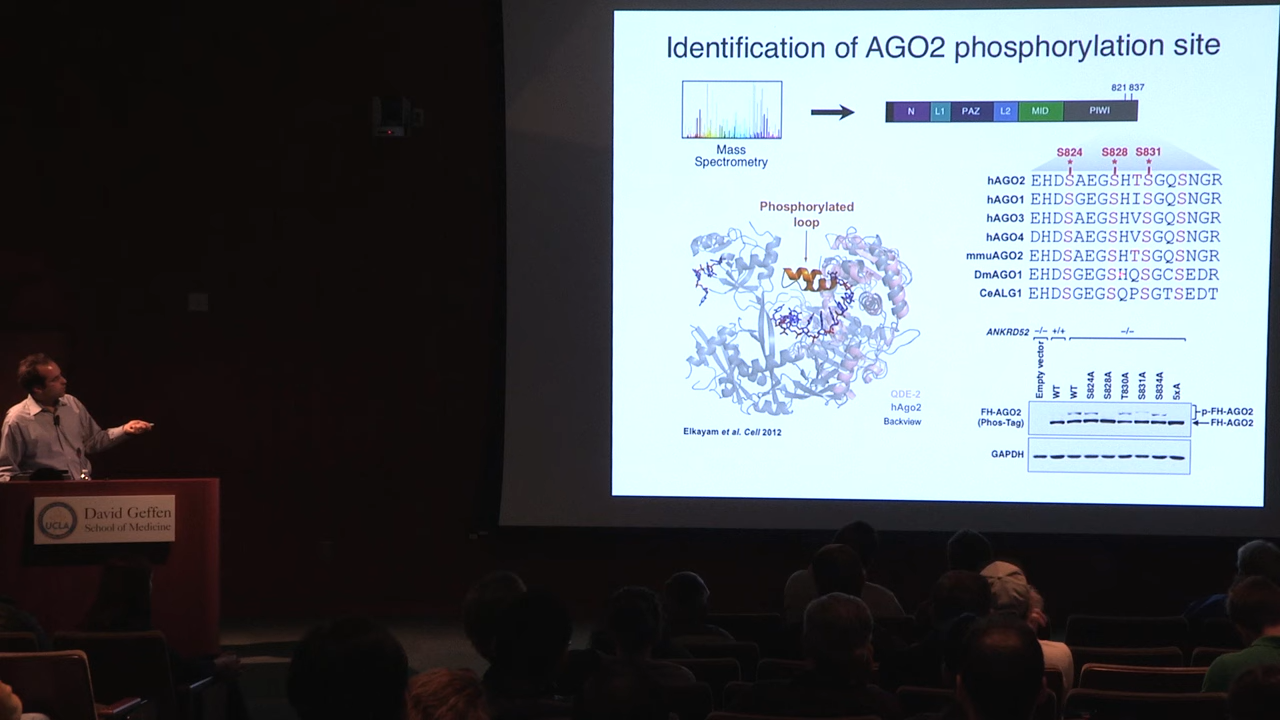 Identification of AGO2 phosphorylation site
Mass
Spectrometry
821 837
N L1 PAZ L2 MID PIWI
S824 S828 S831
* * *
hAGO2 EHDSAEGSHTSGQSNGR
hAGO1 EHDSGEGSHISGQSNGR
hAGO3 EHDSAEGSHVSGQSNGR
hAGO4 DHDSAEGSHVSGQSNGR
mmuAGO2 EHDSAEGSHTSGQSNGR
DmAGO1 EHDSGEGSHQSGCSEDR
CeALG1 EHDSGEGSQPSGTSEDT
Phosphorylated
loop
QDE-2
hAgo2
Backview
Elkayam et al. Cell 2012
ANKRD52 –/– +/+ –/–
Empty vector
WT
WT
S824A
S828A
T830A
S831A
S834A
5xA
FH-AGO2
(Phos-Tag)
p-FH-AGO2
FH-AGO2
GAPDH
UCLA
David Geffen
School of Medicine